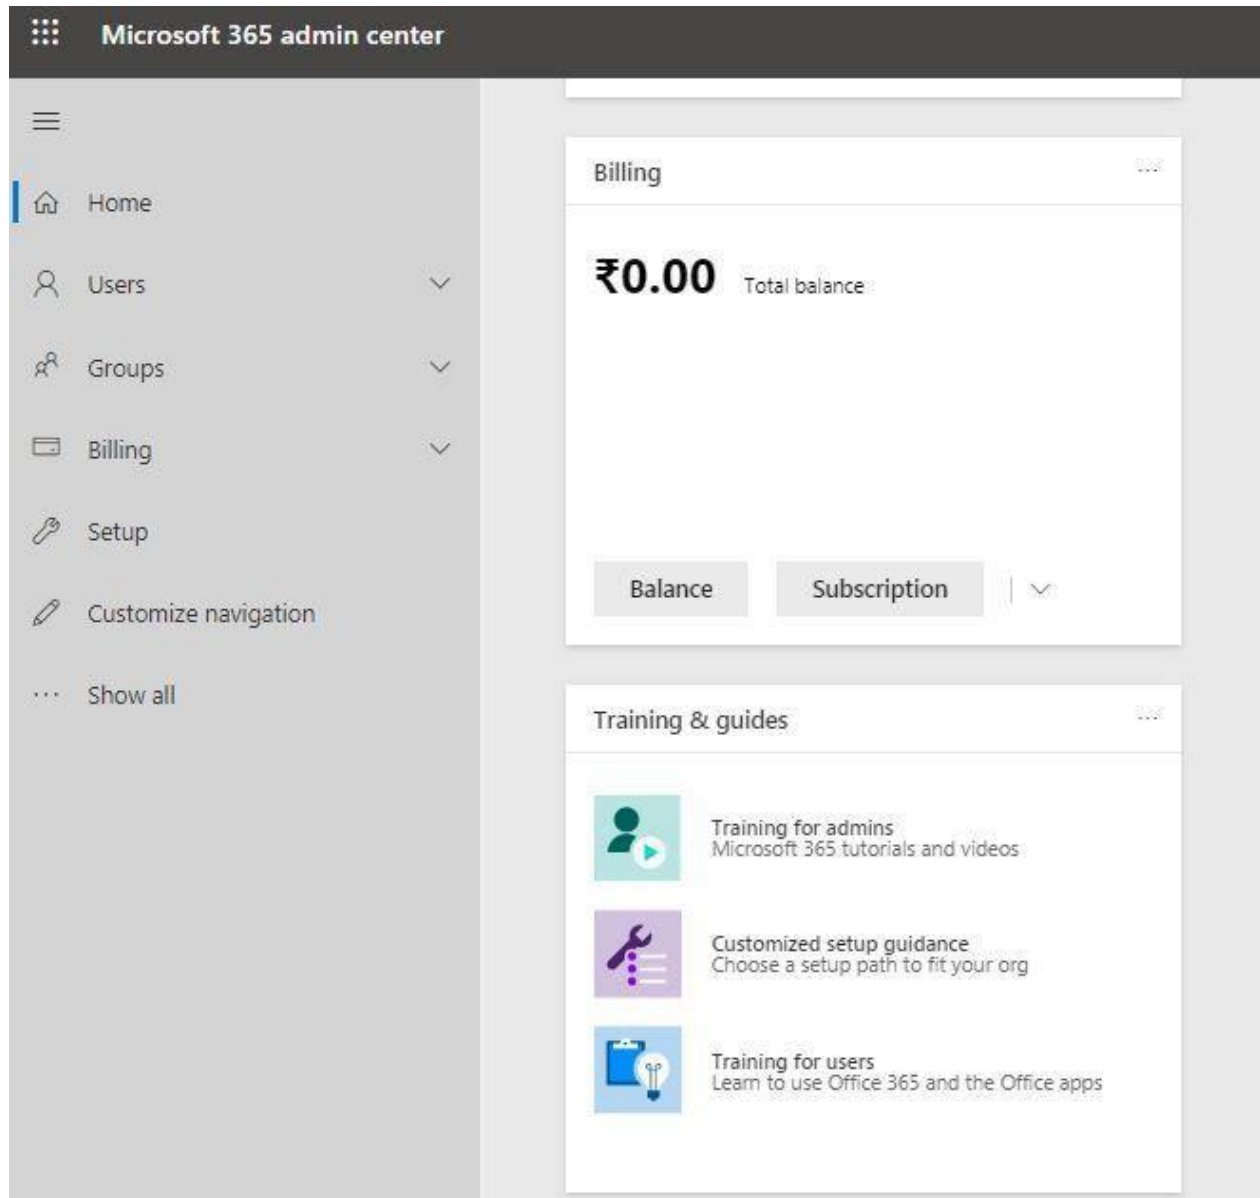 Microsoft 365 admin center
Home
Users
Groups
Billing
Setup
Customize navigation
Show all
Billing
₹0.00 Total balance
Balance Subscription
Training & guides
Training for admins
Microsoft 365 tutorials and videos
Customized setup guidance
Choose a setup path to fit your org
Training for users
Learn to use Office 365 and the Office apps